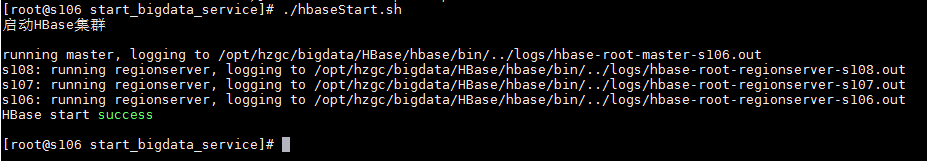 [root@s106 start_bigdata_service]# ./hbaseStart.sh
启动HBase集群
running master, logging to /opt/hzgc/bigdata/HBase/hbase/bin/../logs/hbase-root-master-s106.out
s108: running regionserver, logging to /opt/hzgc/bigdata/HBase/hbase/bin/../logs/hbase-root-regionserver-s108.out
s107: running regionserver, logging to /opt/hzgc/bigdata/HBase/hbase/bin/../logs/hbase-root-regionserver-s107.out
s106: running regionserver, logging to /opt/hzgc/bigdata/HBase/hbase/bin/../logs/hbase-root-regionserver-s106.out
HBase start success
[root@s106 start_bigdata_service]#